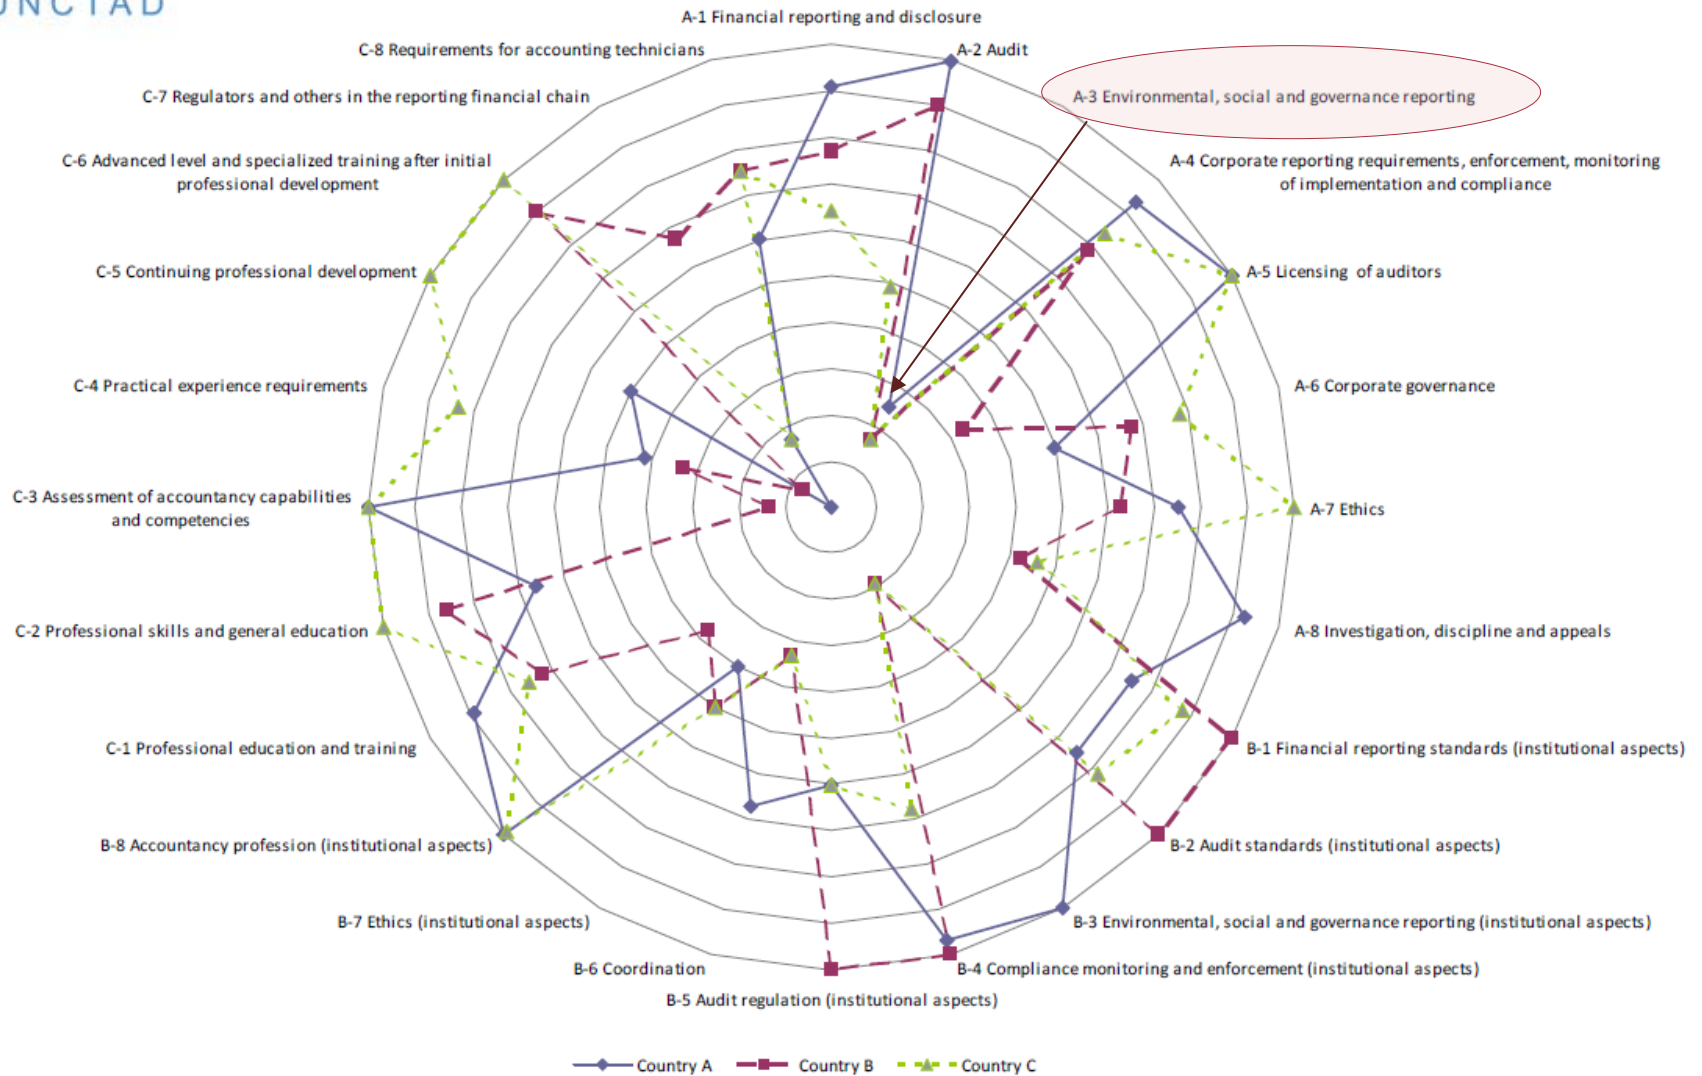 UNCTAD
A-1 Financial reporting and disclosure
C-8 Requirements for accounting technicians
A-2 Audit
C-7 Regulators and others in the reporting financial chain
A-3 Environmental, social and governance reporting
C-6 Advanced level and specialized training after initial
professional development
A-4 Corporate reporting requirements, enforcement, monitoring
of implementation and compliance
C-5 Continuing professional development
A-5 Licensing of auditors
C-4 Practical experience requirements
A-6 Corporate governance
C-3 Assessment of accountancy capabilities
and competencies
A-7 Ethics
C-2 Professional skills and general education
A-8 Investigation, discipline and appeals
C-1 Professional education and training
B-1 Financial reporting standards (institutional aspects)
B-8 Accountancy profession (institutional aspects)
B-2 Audit standards (institutional aspects)
B-7 Ethics (institutional aspects)
B-3 Environmental, social and governance reporting (institutional aspects)
B-6 Coordination
B-4 Compliance monitoring and enforcement (institutional aspects)
B-5 Audit regulation (institutional aspects)
Country A
Country B
Country C